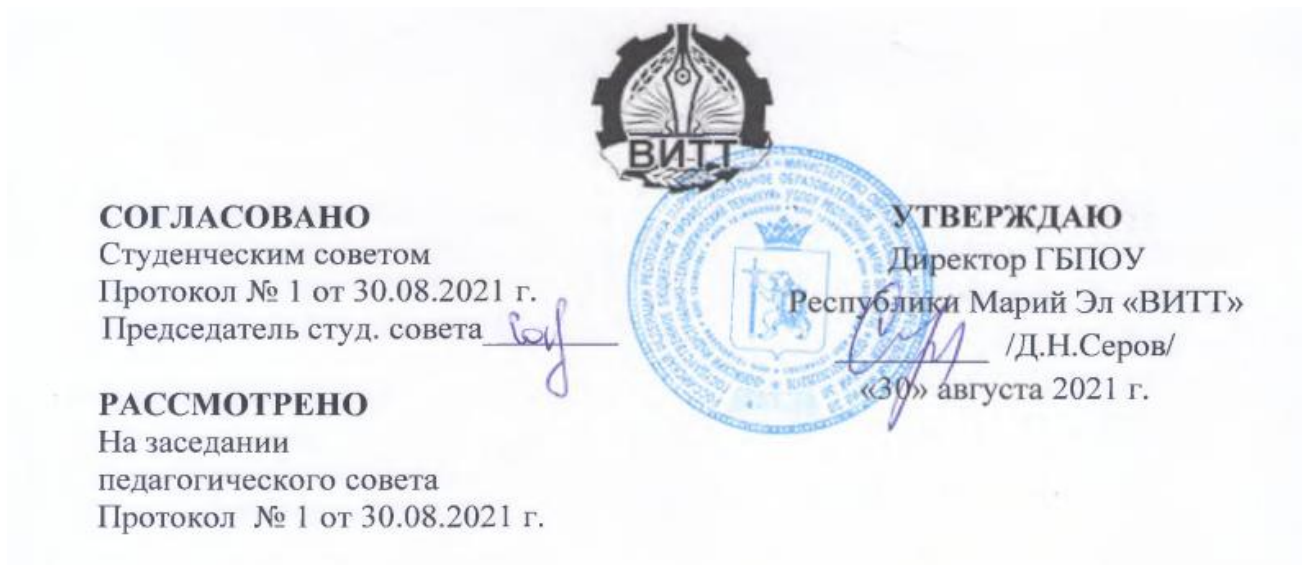 ВИТТ
СОГЛАСОВАНО
Студенческим советом
Протокол № 1 от 30.08.2021 г.
Председатель студ. совета
РАССМОТРЕНО
На заседании
педагогического совета
Протокол № 1 от 30.08.2021 г.
УТВЕРЖДАЮ
Директор ГБПОУ
Республики Марий Эл «ВИТТ»
/Д.Н.Серов/
«30» августа 2021 г.